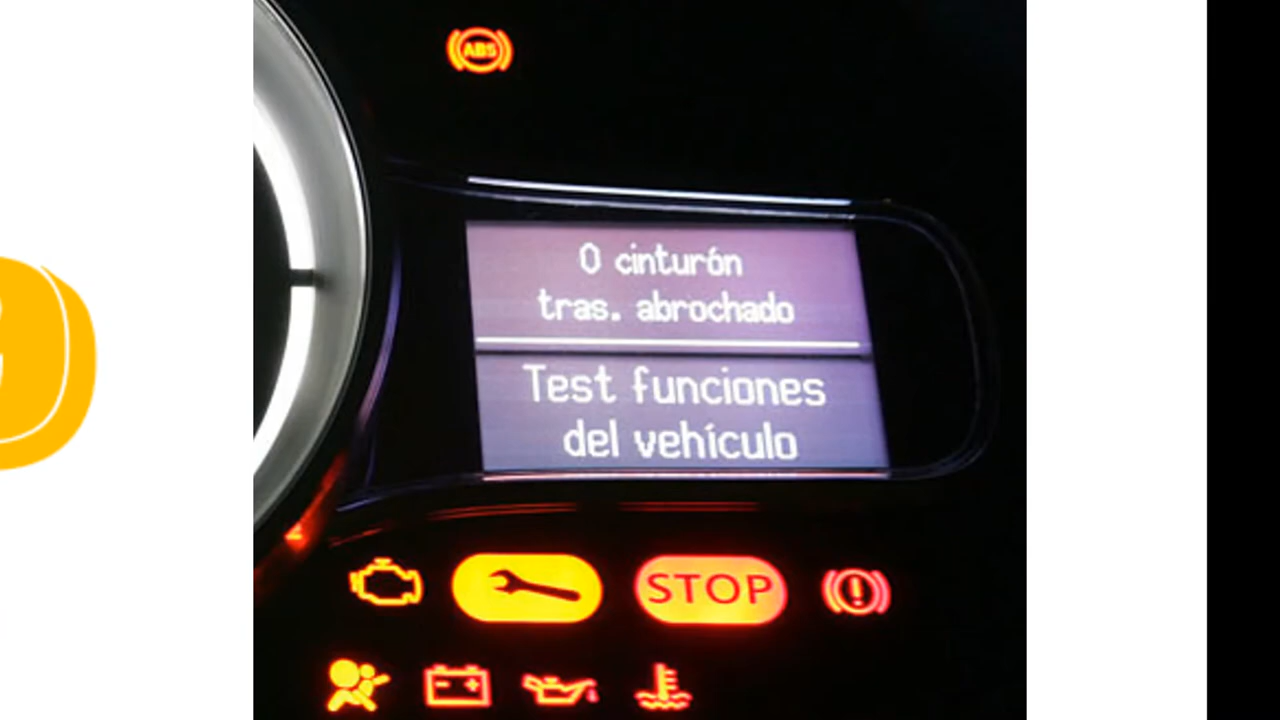 ABS
0 cinturón
tras. abrochado
Test funciones
del vehículo
STOP